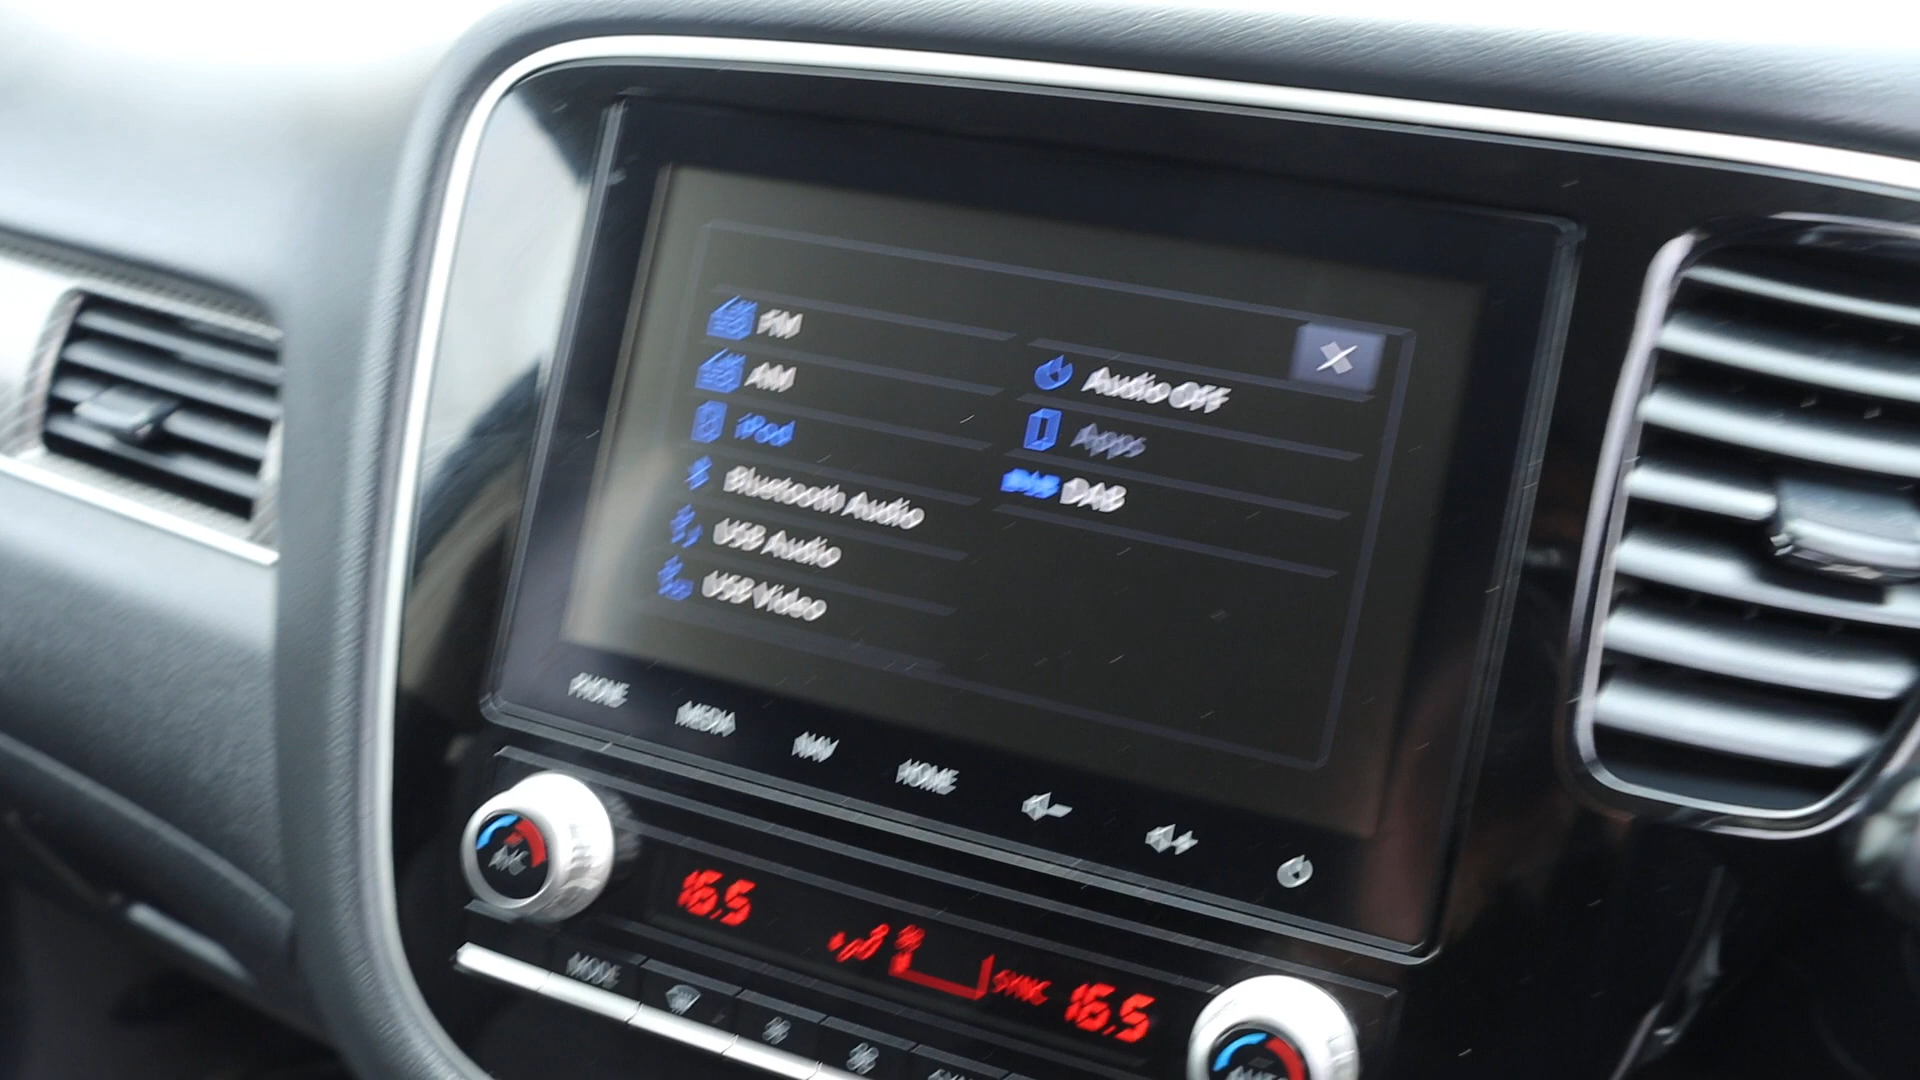 FM
AM
iPod
Bluetooth Audio
USB Audio
USB Video
Audio OFF
Apps
DAB DAB
PHONE
MEDIA
NAV
HOME
A/C
16.5
SYNC
16.5
MODE
AUTO